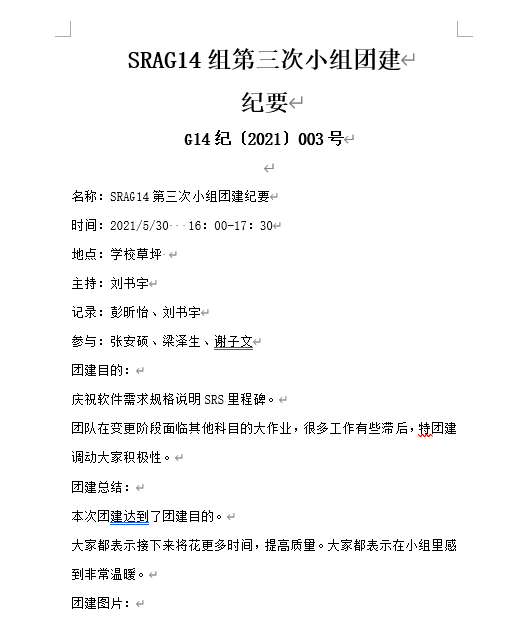 SRAG14 组第三次小组团建
纪要
G14 纪〔2021〕003 号
名称：SRAG14 第三次小组团建纪要
时间：2021/5/30 16：00-17：30
地点：学校草坪
主持：刘书宇
记录：彭昕怡、刘书宇
参与：张安硕、梁泽生、谢子文
团建目的：
庆祝软件需求规格说明 SRS 里程碑。
团队在变更阶段面临其他科目的大作业，很多工作有些滞后，特团建
调动大家积极性。
团建总结：
本次团建达到了团建目的。
大家都表示接下来将花更多时间，提高质量。大家都表示在小组里感
到非常温暖。
团建图片：